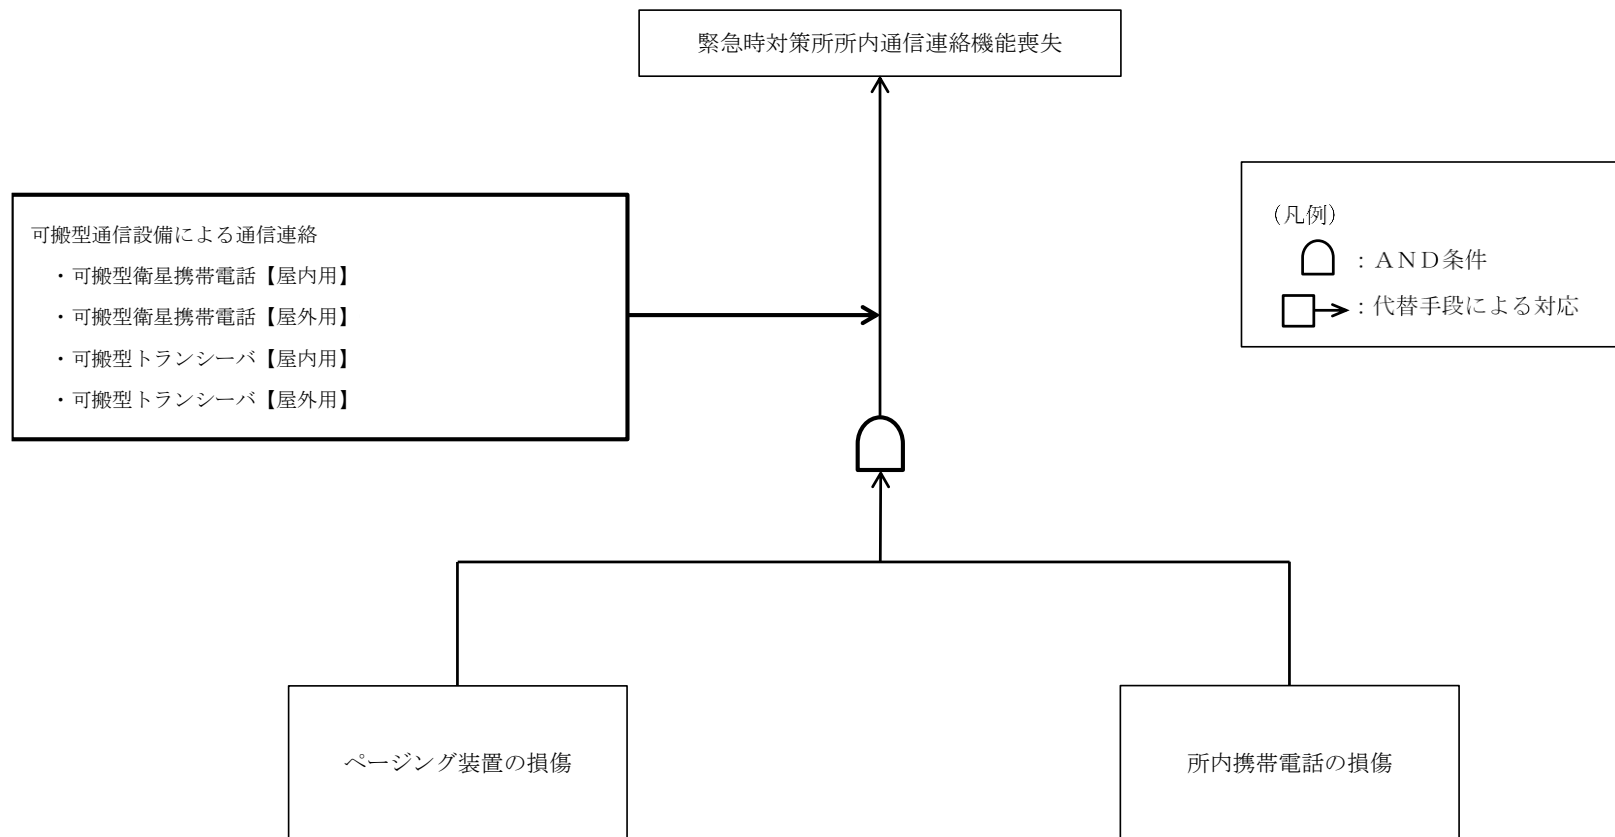 緊急時対策所所内通信連絡機能喪失
可搬型通信設備による通信連絡
・可搬型衛星携帯電話【屋内用】
・可搬型衛星携帯電話【屋外用】
・可搬型トランシーバ【屋内用】
・可搬型トランシーバ【屋外用】
（凡例）
：ＡＮＤ条件
：代替手段による対応
ページング装置の損傷
所内携帯電話の損傷